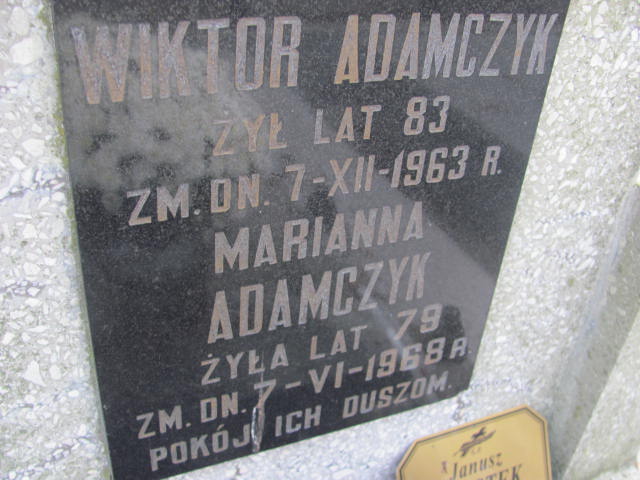 WIKTOR ADAMCZYK
ŻYŁ LAT 83
ZM. DN. 7-XII-1963 R.
MARIANNA
ADAMCZYK
ŻYŁA LAT 79
ZM. DN. 7-VI-1968 R.
POKÓJ ICH DUSZOM.
Janusz